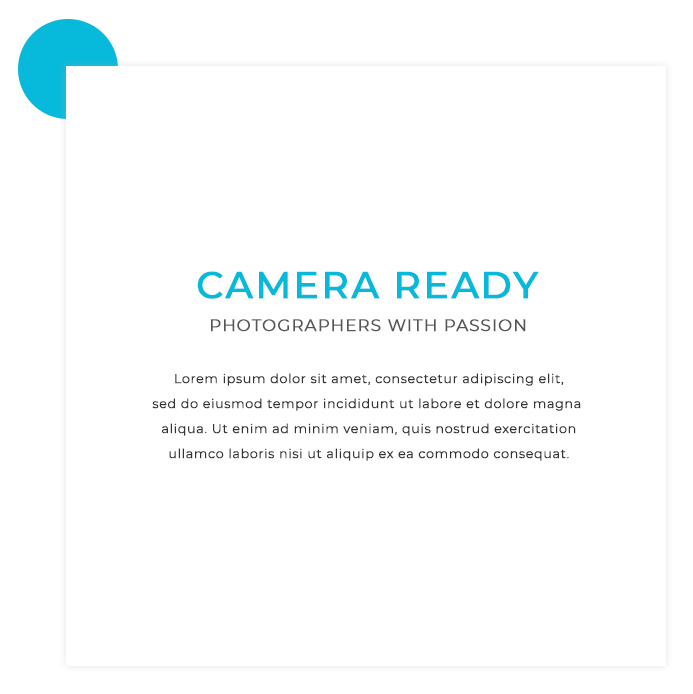 CAMERA READY
PHOTOGRAPHERS WITH PASSION
Lorem ipsum dolor sit amet, consectetur adipiscing elit,
sed do eiusmod tempor incididunt ut labore et dolore magna
aliqua. Ut enim ad minim veniam, quis nostrud exercitation
ullamco laboris nisi ut aliquip ex ea commodo consequat.